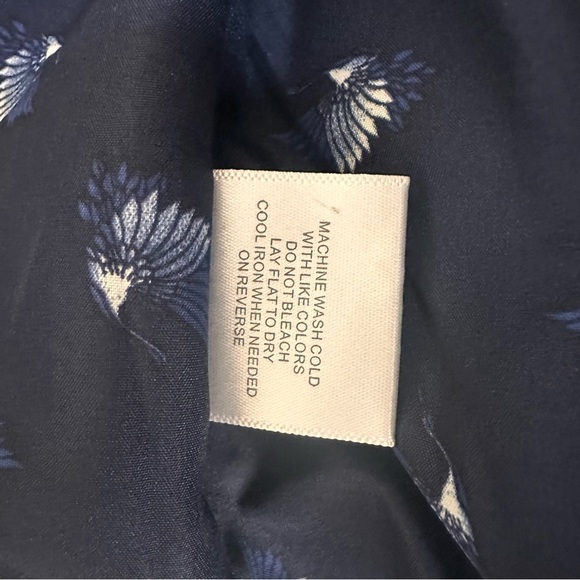 MACHINE WASH COLD
WITH LIKE COLORS
DO NOT BLEACH
LAY FLAT TO DRY
COOL IRON WHEN NEEDED
ON REVERSE